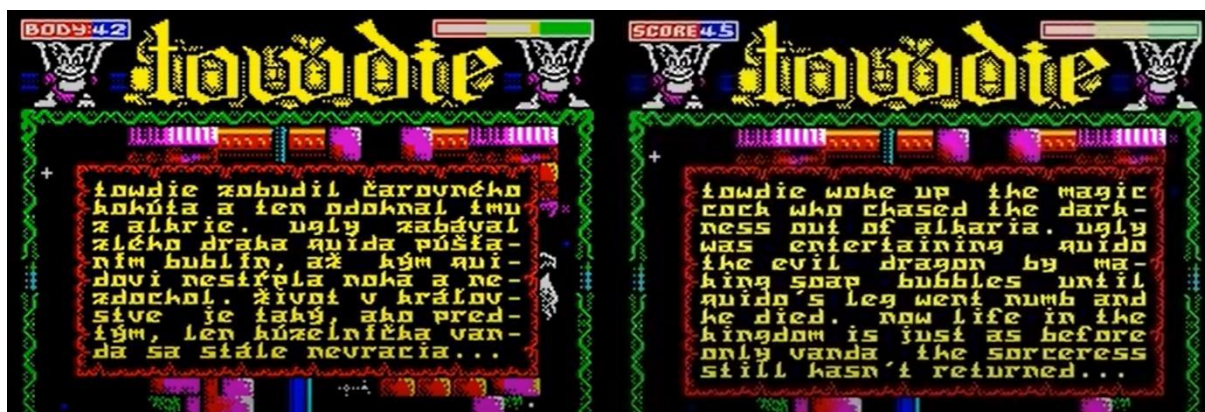 BODY:42
towdie
towdie zobudil čarovného
kohúta a ten odohnal tmu
z alkrie. ugly zabával
zlého draka quida púšťa-
ním bublín, až kým qui-
dovi nestŕpla noha a ne-
zdochol. život v kráľov-
stve je taký, ako pred-
tým, len kúzelníčka van-
da sa stále nevracia...
SCORE45
towdie
towdie woke up the magic
cock who chased the dark-
ness out of alkaria. ugly
was entertaining quido
the evil dragon by ma-
king soap bubbles until
quido's leg went numb and
he died. now life in the
kingdom is just as before
only vanda the sorceress
still hasn't returned...